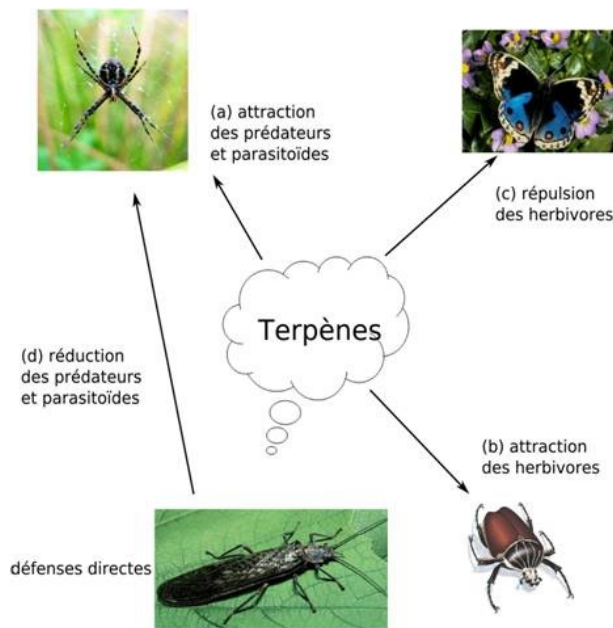 (a) attraction
des prédateurs
et parasitoïdes
(c) répulsion
des herbivores
Terpènes
(d) réduction
des prédateurs
et parasitoïdes
(b) attraction
des herbivores
défenses directes